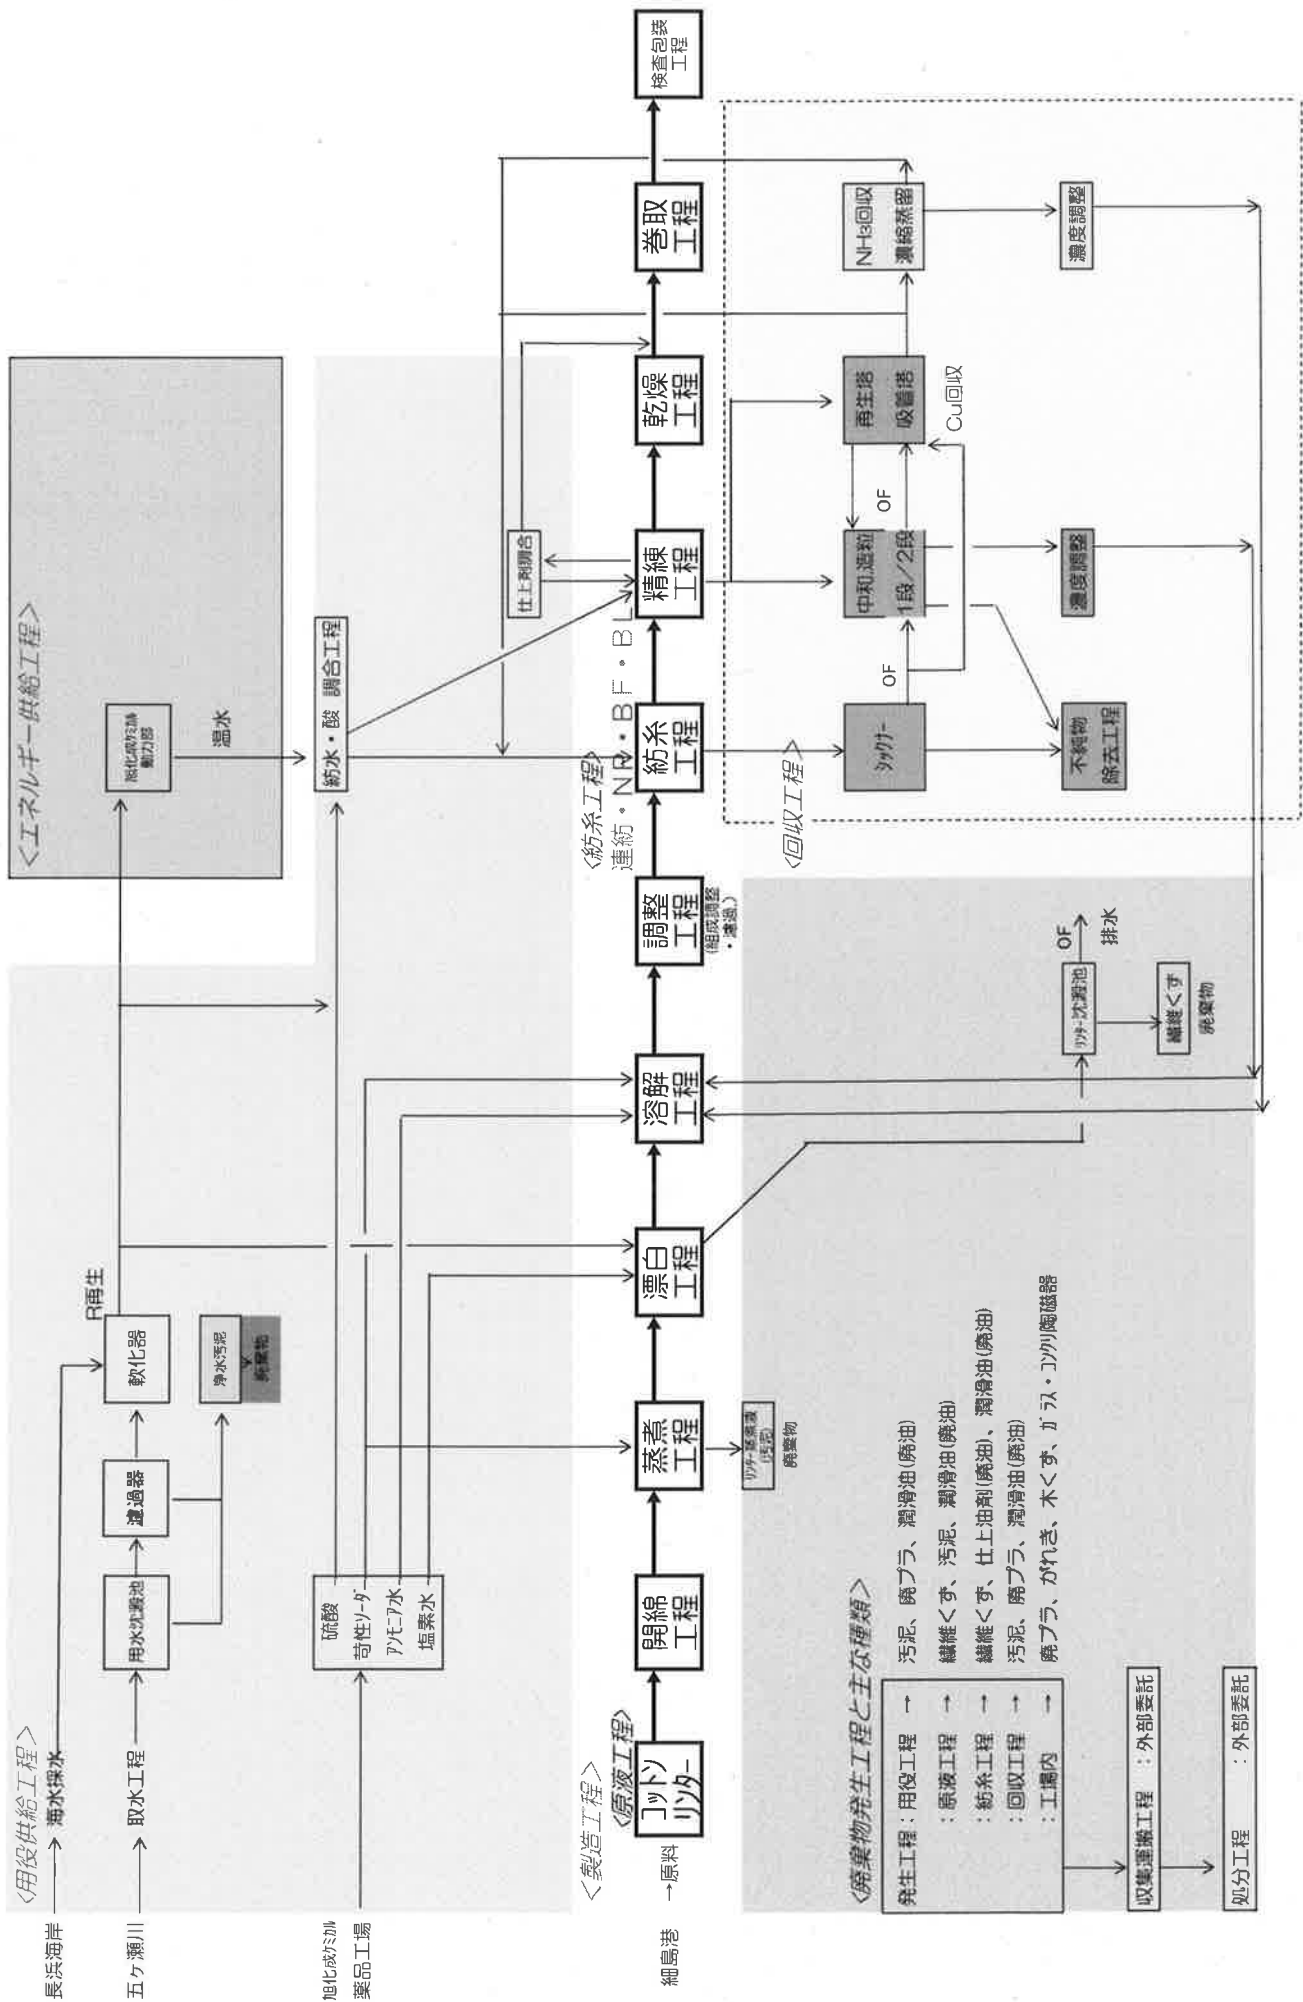 <用役供給工程>
長浜海岸
海水採水
R再生
軟化器
五ヶ瀬川
取水工程
用水沈澱池
濾過器
浄水汚泥
廃棄物
<エネルギー供給工程>
旭化成ケミカル
動力部
温水
旭化成ケミカル
薬品工場
硫酸
苛性ソーダ
アンモニア水
塩素水
紡水・酸 調合工程
仕上剤調合
<製造工程>
<原液工程>
細島港
→原料
コットン
リンター
開綿
工程
蒸煮
工程
漂白
工程
溶解
工程
調整
工程
(組成調整
・濾過)
<紡糸工程>
連紡・NP・BF・BL
紡糸
工程
精練
工程
乾燥
工程
巻取
工程
検査包装
工程
リンター蒸煮液
(汚泥)
廃棄物
リンター沈澱池
OF
排水
繊維くず
廃棄物
<回収工程>
シックナー
OF
中和,造粒
1段/2段
OF
再生塔
吸着塔
Cu回収
NH3回収
濃縮蒸留
不純物
除去工程
濃度調整
濃度調整
<廃棄物発生工程と主な種類>
発生工程:用役工程 → 汚泥、廃プラ、潤滑油(廃油)
:原液工程 → 繊維くず、汚泥、潤滑油(廃油)
:紡糸工程 → 繊維くず、仕上油剤(廃油)、潤滑油(廃油)
:回収工程 → 汚泥、廃プラ、潤滑油(廃油)
:工場内 → 廃プラ、がれき、木くず、ガラス・コンクリ陶磁器
収集運搬工程 :外部委託
処分工程 :外部委託